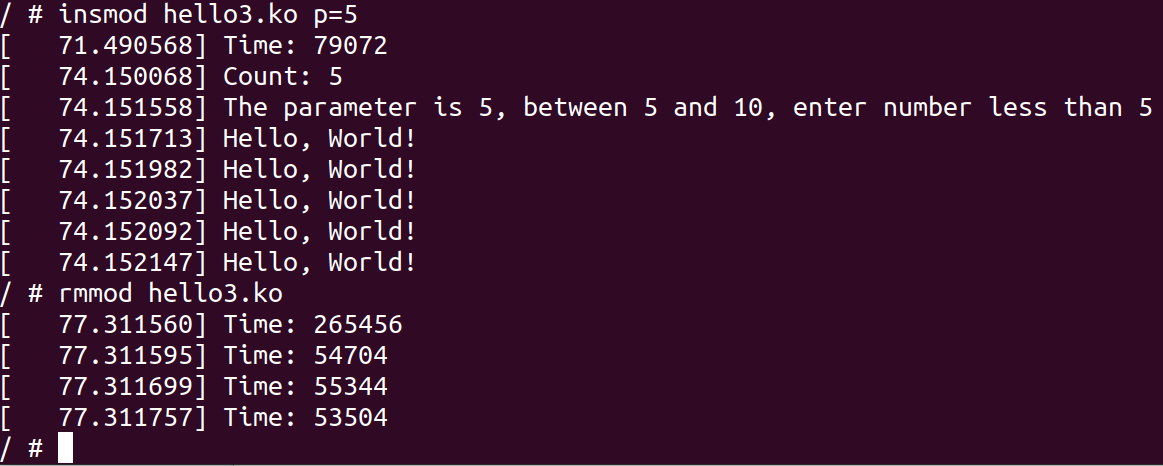 / # insmod hello3.ko p=5
[   71.490568] Time: 79072
[   74.150068] Count: 5
[   74.151558] The parameter is 5, between 5 and 10, enter number less than 5
[   74.151713] Hello, World!
[   74.151982] Hello, World!
[   74.152037] Hello, World!
[   74.152092] Hello, World!
[   74.152147] Hello, World!
/ # rmmod hello3.ko
[   77.311560] Time: 265456
[   77.311595] Time: 54704
[   77.311699] Time: 55344
[   77.311757] Time: 53504
/ #